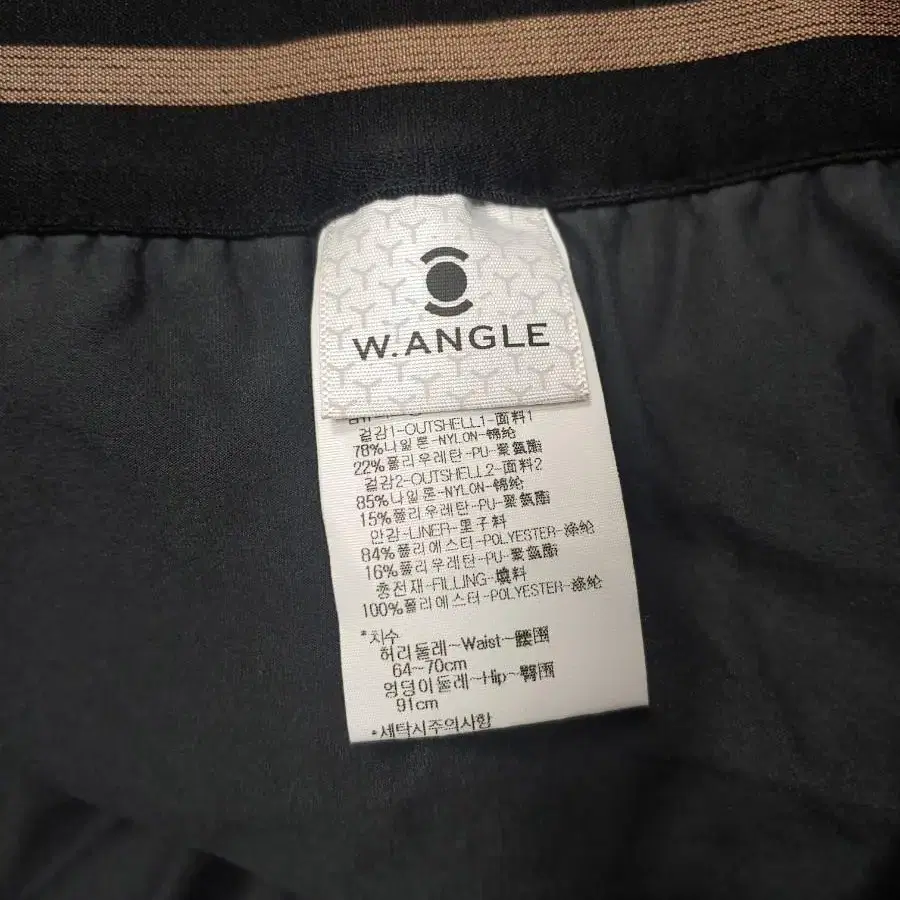 W.ANGLE
겉감1-OUTSHELL1-面料1
78%나일론-NYLON-锦纶
22%폴리우레탄-PU-聚氨酯
겉감2-OUTSHELL2-面料2
85%나일론-NYLON-锦纶
15%폴리우레탄-PU-聚氨酯
안감-LINER-里子料
84%폴리에스터-POLYESTER-涤纶
16%폴리우레탄-PU-聚氨酯
충전재-FILLING-填料
100%폴리에스터-POLYESTER-涤纶
*치수
허리둘레~Waist~腰围
64~70cm
엉덩이둘레~Hip~臀围
91cm
*세탁시주의사항